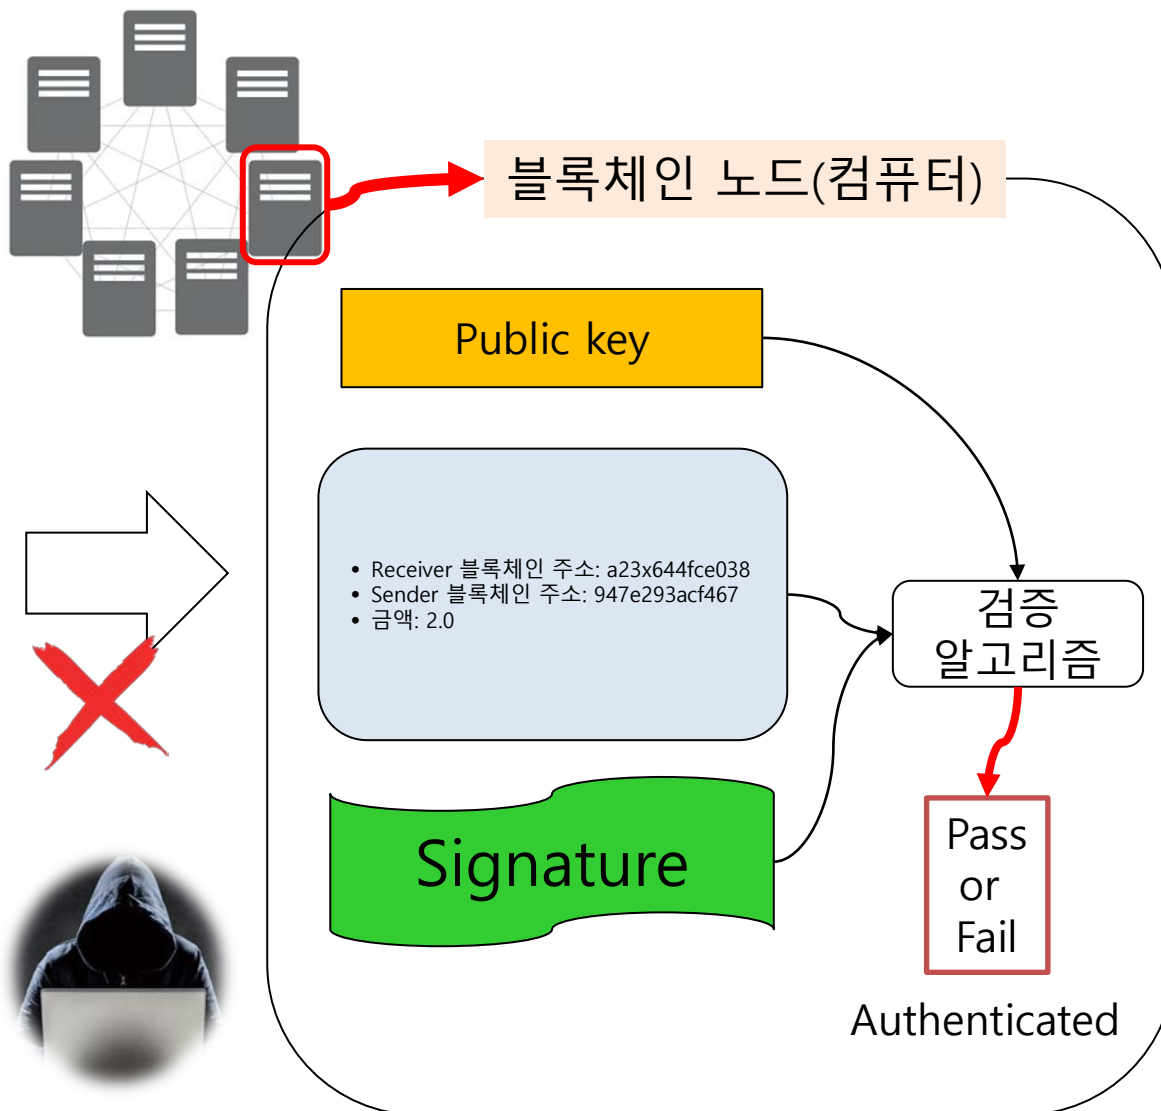 블록체인 노드(컴퓨터)
Public key
• Receiver 블록체인 주소: a23x644fce038
• Sender 블록체인 주소: 947e293acf467
• 금액: 2.0
검증
알고리즘
Signature
Pass
or
Fail
Authenticated